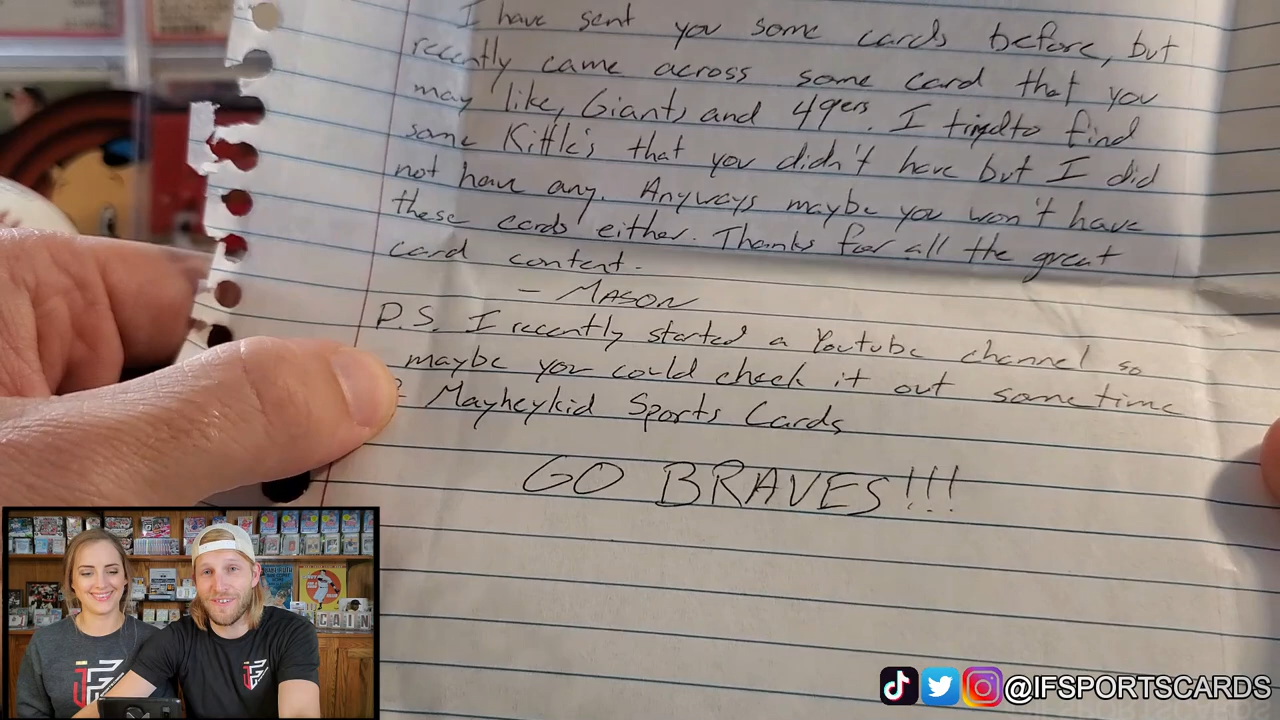 I have sent you some cards before, but
recently came across some card that you
may like, Giants and 49ers. I tried to find
some Kittle's that you didn't have but I did
not have any. Anyways maybe you won't have
these cards either. Thanks for all the great
card content.
- MASON
P.S. I recently started a Youtube channel so
maybe you could check it out sometime
Mayheykid Sports Cards
GO BRAVES!!!
CAIN
@IFSPORTSCARDS